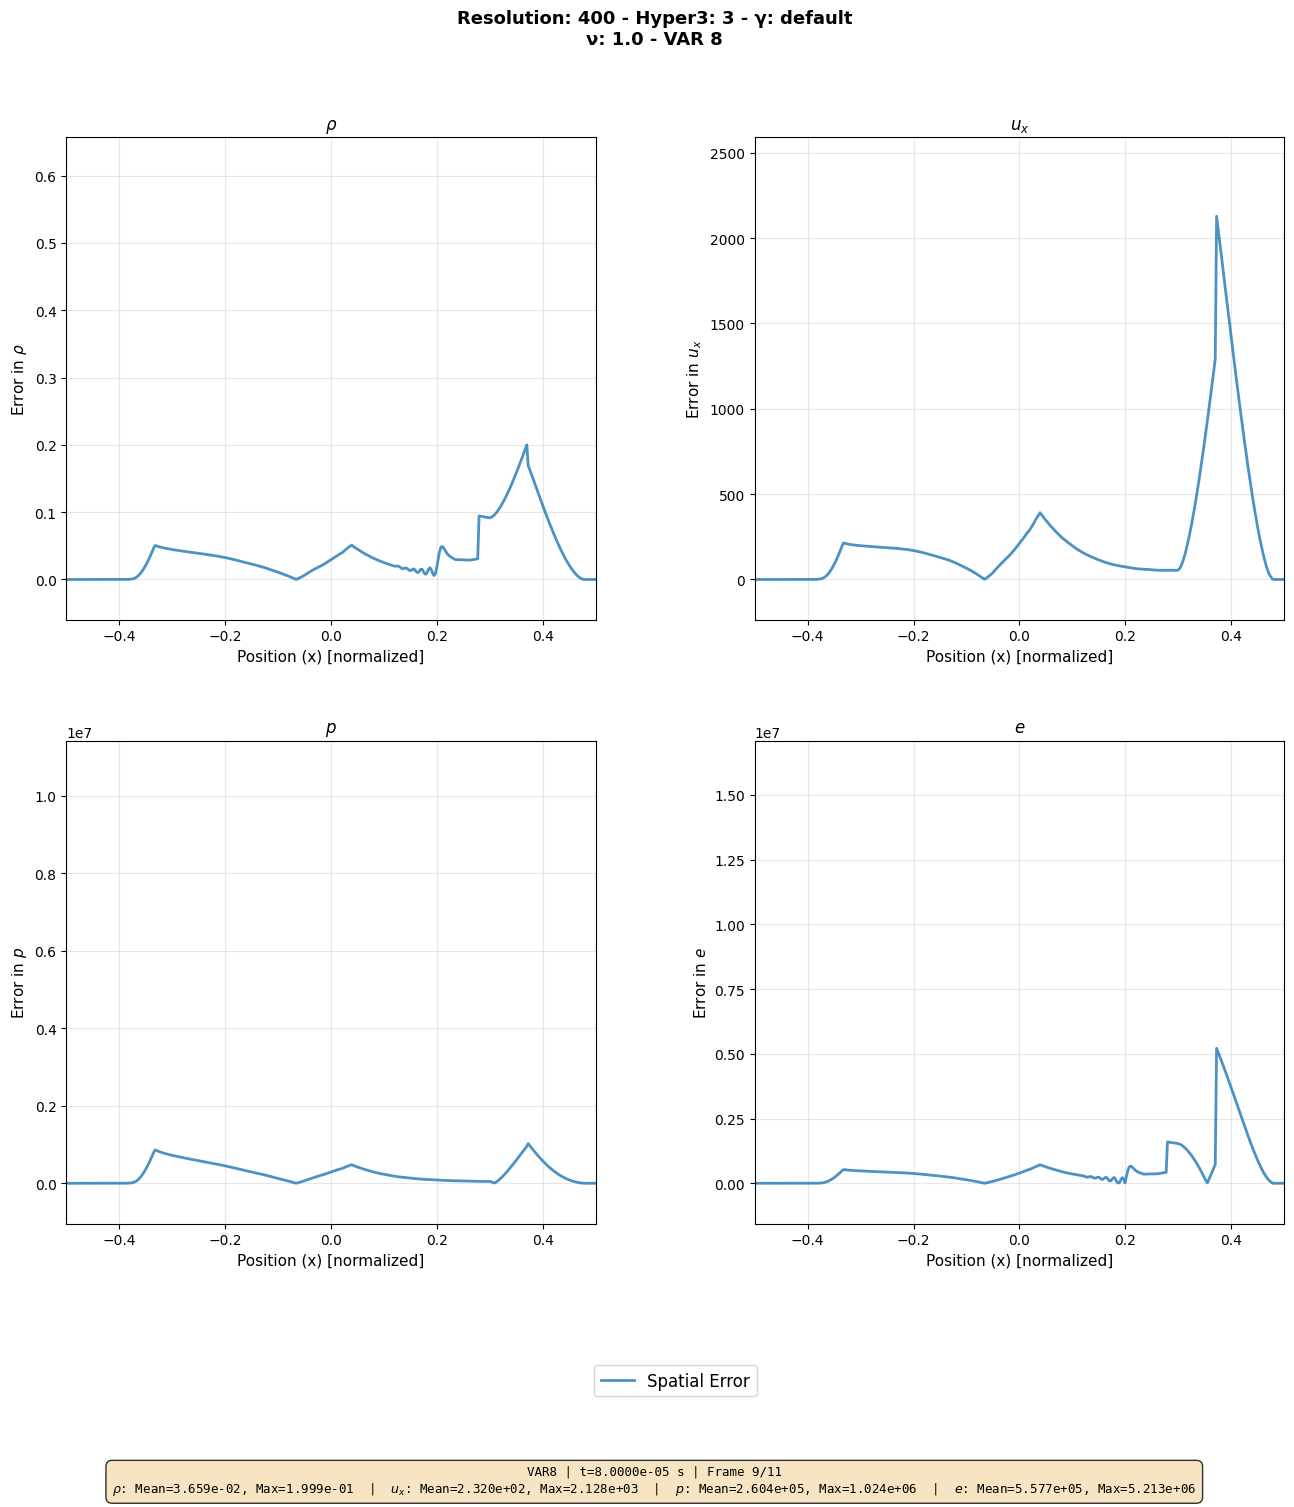 Resolution: 400 - Hyper3: 3 - γ: default
ν: 1.0 - VAR 8
ρ
Error in ρ
0.6
0.5
0.4
0.3
0.2
0.1
0.0
−0.4 −0.2 0.0 0.2 0.4
Position (x) [normalized]
u_x
Error in u_x
2500
2000
1500
1000
500
0
−0.4 −0.2 0.0 0.2 0.4
Position (x) [normalized]
p
1e7
Error in p
1.0
0.8
0.6
0.4
0.2
0.0
−0.4 −0.2 0.0 0.2 0.4
Position (x) [normalized]
e
1e7
Error in e
1.50
1.25
1.00
0.75
0.50
0.25
0.00
−0.4 −0.2 0.0 0.2 0.4
Position (x) [normalized]
Spatial Error
VAR8 | t=8.0000e-05 s | Frame 9/11
ρ: Mean=3.659e-02, Max=1.999e-01 | u_x: Mean=2.320e+02, Max=2.128e+03 | p: Mean=2.604e+05, Max=1.024e+06 | e: Mean=5.577e+05, Max=5.213e+06